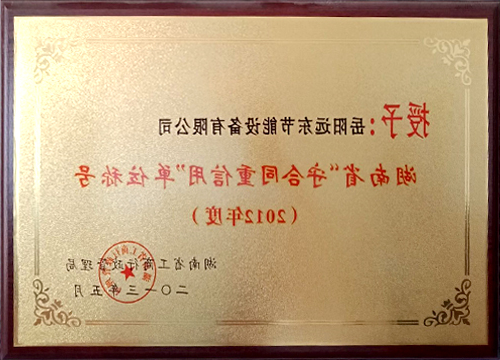 授予：岳阳远东节能设备有限公司
湖南省“守合同重信用”单位称号
（2012年度）
湖南省工商行政管理局
二〇一三年五月